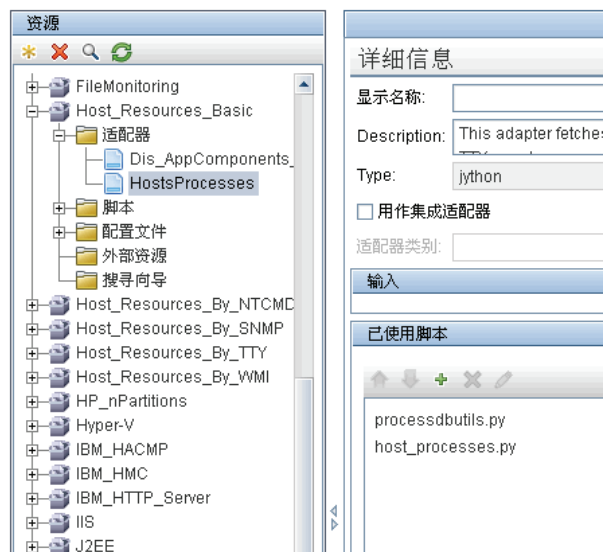 资源
FileMonitoring
Host_Resources_Basic
适配器
Dis_AppComponents_
HostsProcesses
脚本
配置文件
外部资源
搜寻向导
Host_Resources_By_NTCMD
Host_Resources_By_SNMP
Host_Resources_By_TTY
Host_Resources_By_WMI
HP_nPartitions
Hyper-V
IBM_HACMP
IBM_HMC
IBM_HTTP_Server
IIS
J2EE
详细信息
显示名称:
Description: This adapter fetches
Type: jython
用作集成适配器
适配器类别:
输入
已使用脚本
processdbutils.py
host_processes.py